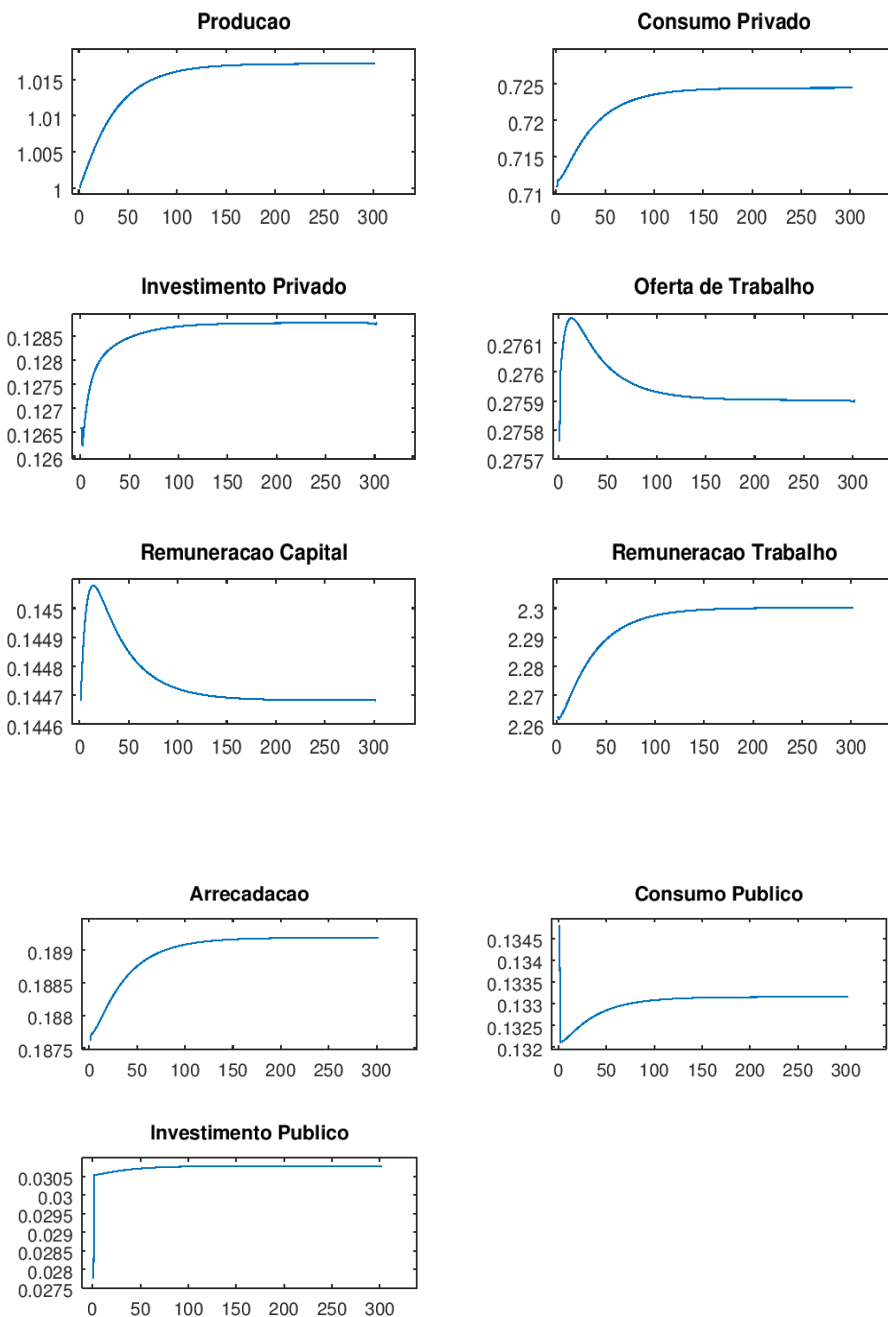 Producao
1.015
1.01
1.005
1
0 50 100 150 200 250 300
Consumo Privado
0.725
0.72
0.715
0.71
0 50 100 150 200 250 300
Investimento Privado
0.1285
0.128
0.1275
0.127
0.1265
0.126
0 50 100 150 200 250 300
Oferta de Trabalho
0.2761
0.276
0.2759
0.2758
0.2757
0 50 100 150 200 250 300
Remuneracao Capital
0.145
0.1449
0.1448
0.1447
0.1446
0 50 100 150 200 250 300
Remuneracao Trabalho
2.3
2.29
2.28
2.27
2.26
0 50 100 150 200 250 300
Arrecadacao
0.189
0.1885
0.188
0.1875
0 50 100 150 200 250 300
Consumo Publico
0.1345
0.134
0.1335
0.133
0.1325
0.132
0 50 100 150 200 250 300
Investimento Publico
0.0305
0.03
0.0295
0.029
0.0285
0.028
0.0275
0 50 100 150 200 250 300